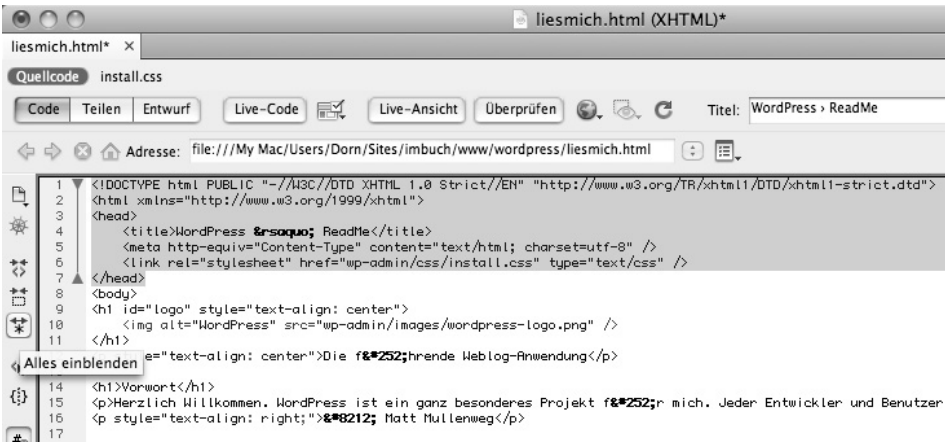 liesmich.html (XHTML)*
liesmich.html* ×
Quellcode install.css
Code Teilen Entwurf Live-Code Live-Ansicht Überprüfen Titel: WordPress › ReadMe
Adresse: file:///My Mac/Users/Dorn/Sites/imbuch/www/wordpress/liesmich.html
1 <!DOCTYPE html PUBLIC "-//W3C//DTD XHTML 1.0 Strict//EN" "http://www.w3.org/TR/xhtml1/DTD/xhtml1-strict.dtd">
2 <html xmlns="http://www.w3.org/1999/xhtml">
3 <head>
4 <title>WordPress &rsaquo; ReadMe</title>
5 <meta http-equiv="Content-Type" content="text/html; charset=utf-8" />
6 <link rel="stylesheet" href="wp-admin/css/install.css" type="text/css" />
7 </head>
8 <body>
9 <h1 id="logo" style="text-align: center">
10 <img alt="WordPress" src="wp-admin/images/wordpress-logo.png" />
11 </h1>
e="text-align: center">Die f&#252;hrende Weblog-Anwendung</p>
Alles einblenden
14 <h1>Vorwort</h1>
15 <p>Herzlich Willkommen. WordPress ist ein ganz besonderes Projekt f&#252;r mich. Jeder Entwickler und Benutzer
16 <p style="text-align: right;">&#8212; Matt Mullenweg</p>
17